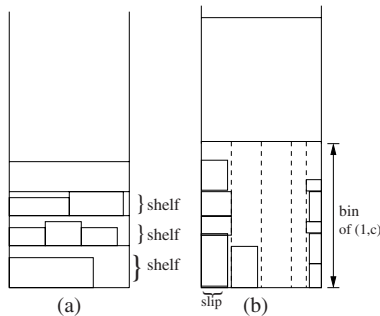 } shelf
} shelf
} shelf
(a)
bin
of (1,c)
slip
(b)